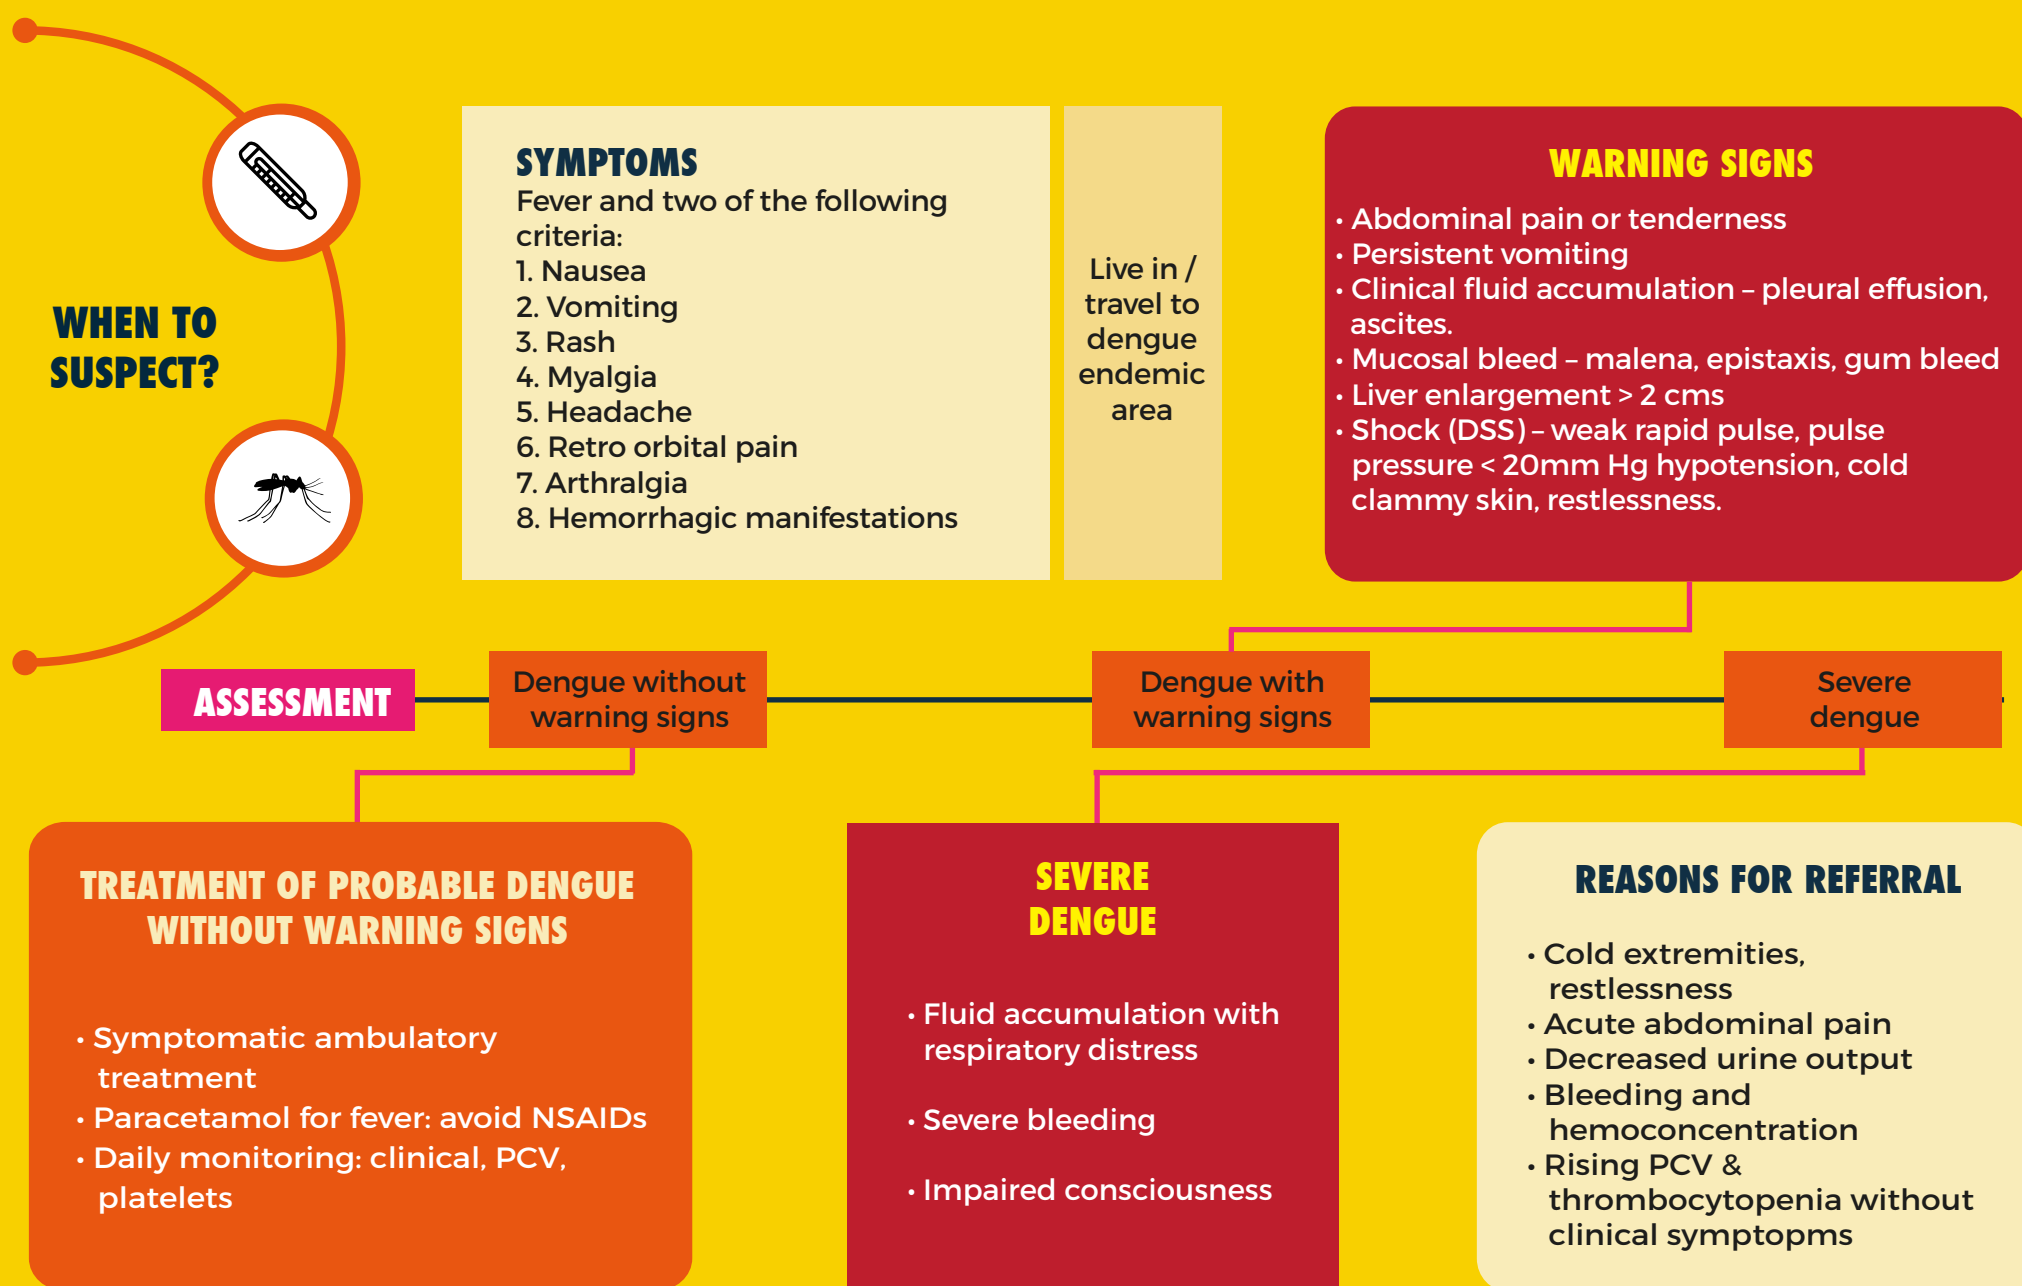 WHEN TO
SUSPECT?
SYMPTOMS
Fever and two of the following
criteria:
1. Nausea
2. Vomiting
3. Rash
4. Myalgia
5. Headache
6. Retro orbital pain
7. Arthralgia
8. Hemorrhagic manifestations
Live in /
travel to
dengue
endemic
area
WARNING SIGNS
• Abdominal pain or tenderness
• Persistent vomiting
• Clinical fluid accumulation – pleural effusion,
ascites.
• Mucosal bleed – malena, epistaxis, gum bleed
• Liver enlargement > 2 cms
• Shock (DSS) – weak rapid pulse, pulse
pressure < 20mm Hg hypotension, cold
clammy skin, restlessness.
ASSESSMENT
Dengue without
warning signs
Dengue with
warning signs
Severe
dengue
TREATMENT OF PROBABLE DENGUE
WITHOUT WARNING SIGNS
• Symptomatic ambulatory
treatment
• Paracetamol for fever: avoid NSAIDs
• Daily monitoring: clinical, PCV,
platelets
SEVERE
DENGUE
• Fluid accumulation with
respiratory distress
• Severe bleeding
• Impaired consciousness
REASONS FOR REFERRAL
• Cold extremities,
restlessness
• Acute abdominal pain
• Decreased urine output
• Bleeding and
hemoconcentration
• Rising PCV &
thrombocytopenia without
clinical symptopms